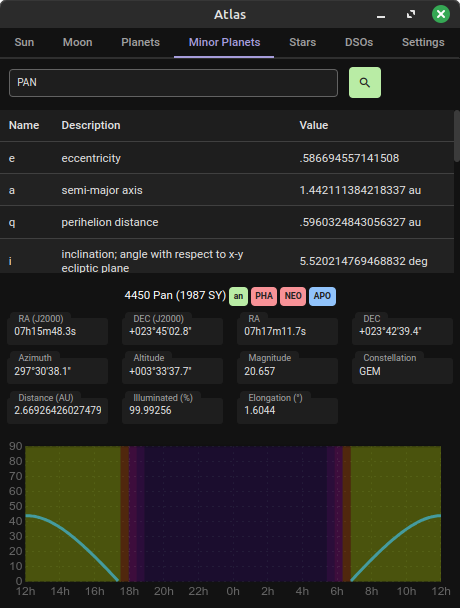 Atlas
Sun Moon Planets Minor Planets Stars DSOs Settings
PAN
Name Description Value
e eccentricity .586694557141508
a semi-major axis 1.442111384218337 au
q perihelion distance .5960324843056327 au
i inclination; angle with respect to x-y ecliptic plane 5.520214769468832 deg
4450 Pan (1987 SY) an PHA NEO APO
RA (J2000) DEC (J2000) RA DEC
07h15m48.3s +023°45'02.8" 07h17m11.7s +023°42'39.4"
Azimuth Altitude Magnitude Constellation
297°30'38.1" +003°33'37.7" 20.657 GEM
Distance (AU) Illuminated (%) Elongation (°)
2.66926426027479 99.99256 1.6044
90
80
70
60
50
40
30
20
10
0
12h 14h 16h 18h 20h 22h 0h 2h 4h 6h 8h 10h 12h